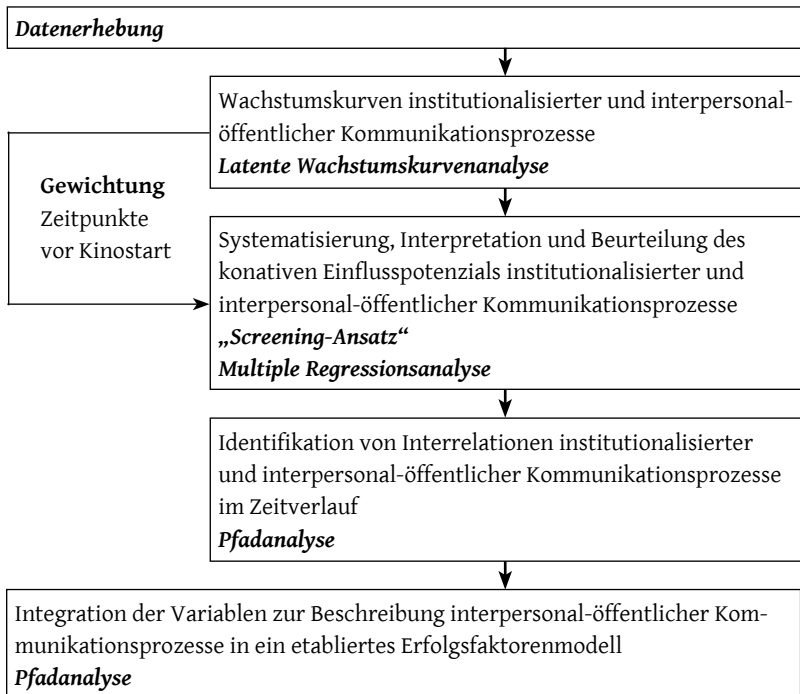 Datenerhebung
Wachstumskurven institutionalisierter und interpersonal-
öffentlicher Kommunikationsprozesse
Latente Wachstumskurvenanalyse
Gewichtung
Zeitpunkte
vor Kinostart
Systematisierung, Interpretation und Beurteilung des
konativen Einflusspotenzials institutionalisierter und
interpersonal-öffentlicher Kommunikationsprozesse
„Screening-Ansatz“
Multiple Regressionsanalyse
Identifikation von Interrelationen institutionalisierter
und interpersonal-öffentlicher Kommunikationsprozesse
im Zeitverlauf
Pfadanalyse
Integration der Variablen zur Beschreibung interpersonal-öffentlicher Kom-
munikationsprozesse in ein etabliertes Erfolgsfaktorenmodell
Pfadanalyse